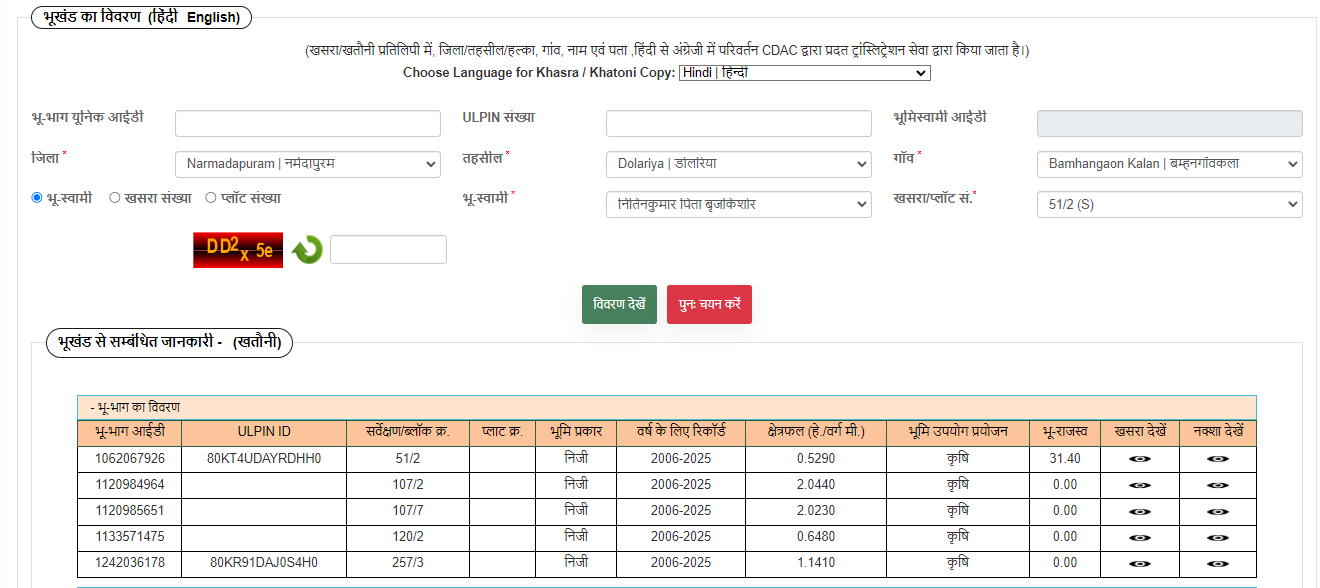 भूखंड का विवरण (हिंदी English)
(खसरा/खतौनी प्रतिलिपी में, जिला/तहसील/हल्का, गांव, नाम एवं पता ,हिंदी से अंग्रेजी में परिवर्तन CDAC द्वारा प्रदत ट्रांस्लिट्रेशन सेवा द्वारा किया जाता है।)
Choose Language for Khasra / Khatoni Copy: Hindi | हिन्दी
भू-भाग यूनिक आईडी ULPIN संख्या भूमिस्वामी आईडी
जिला * Narmadapuram | नर्मदापुरम तहसील * Dolariya | डोलरिया गाँव * Bamhangaon Kalan | बम्हनगाँवकला
भू-स्वामी खसरा संख्या प्लॉट संख्या भू-स्वामी * नितिनकुमार पिता बृजकिशोर खसरा/प्लॉट सं.* 51/2 (S)
DD2x 5e
विवरण देखें पुनः चयन करें
भूखंड से सम्बंधित जानकारी - (खतौनी)
- भू-भाग का विवरण
भू-भाग आईडी ULPIN ID सर्वेक्षण/ब्लॉक क्र. प्लाट क्र. भूमि प्रकार वर्ष के लिए रिकॉर्ड क्षेत्रफल (हे./वर्ग मी.) भूमि उपयोग प्रयोजन भू-राजस्व खसरा देखें नक्शा देखें
1062067926 80KT4UDAYRDHH0 51/2 निजी 2006-2025 0.5290 कृषि 31.40
1120984964 107/2 निजी 2006-2025 2.0440 कृषि 0.00
1120985651 107/7 निजी 2006-2025 2.0230 कृषि 0.00
1133571475 120/2 निजी 2006-2025 0.6480 कृषि 0.00
1242036178 80KR91DAJ0S4H0 257/3 निजी 2006-2025 1.1410 कृषि 0.00